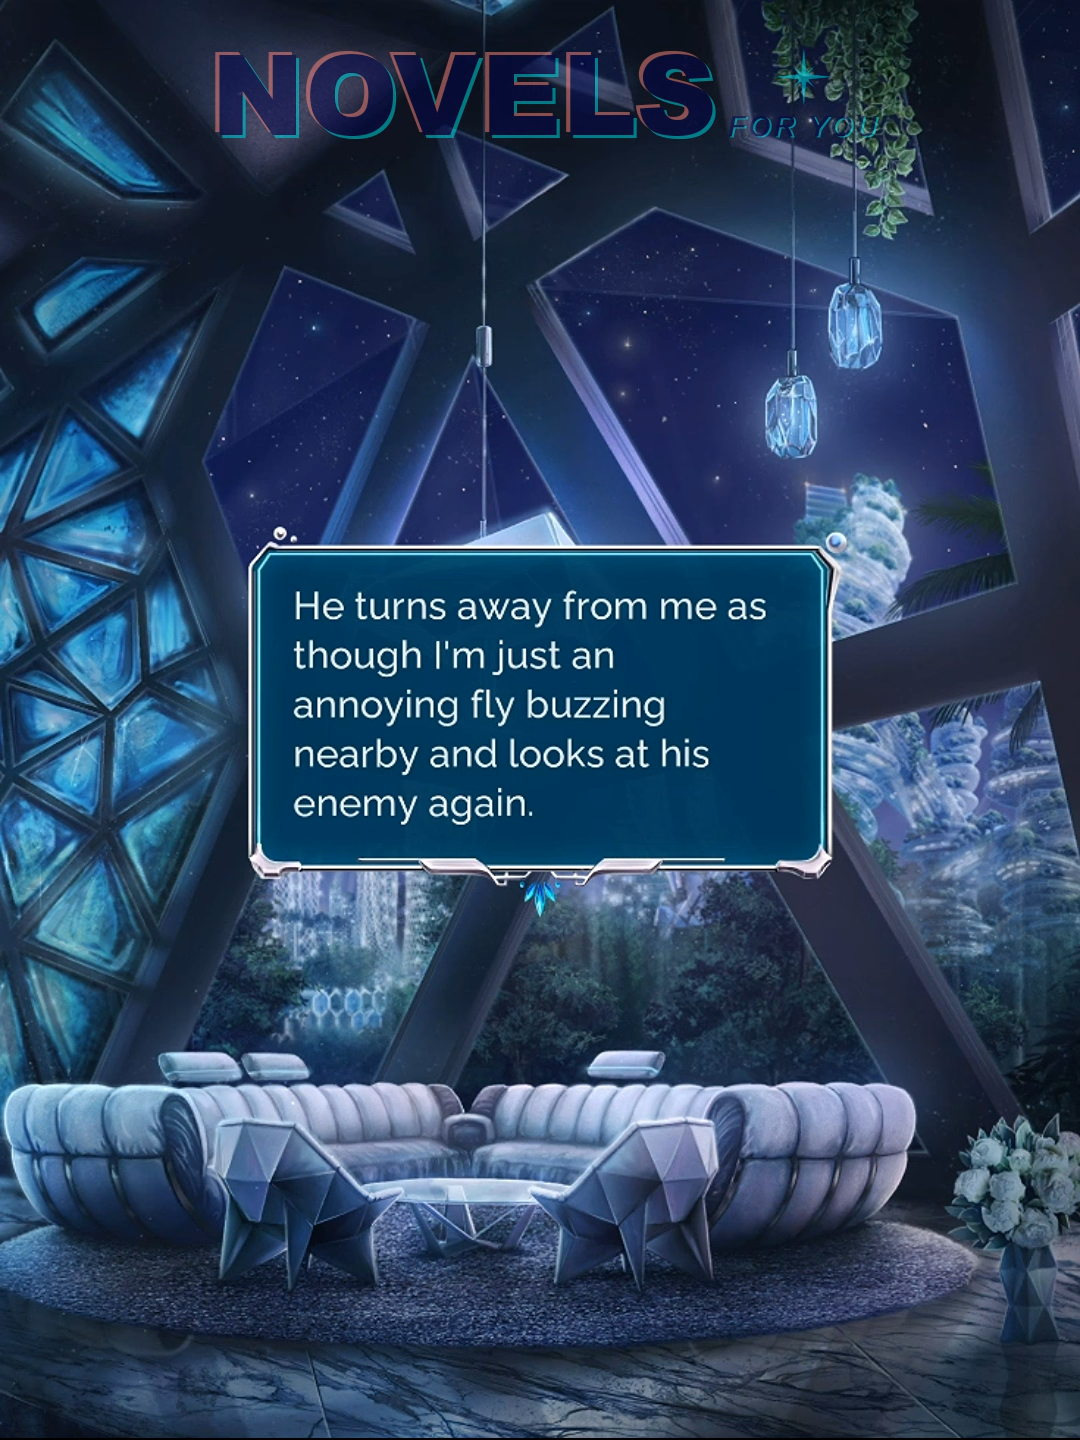 NOVELS
FOR YOU
He turns away from me as
though I'm just an
annoying fly buzzing
nearby and looks at his
enemy again.